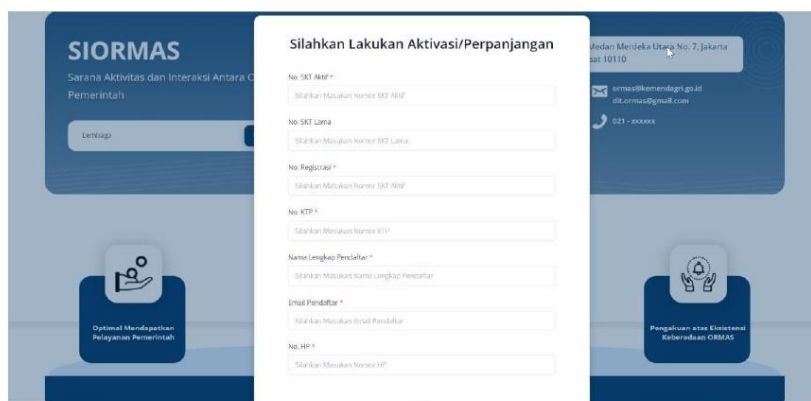 SIORMAS
Sarana Aktivitas dan Interaksi Antara O
Pemerintah
Lembaga
Silahkan Lakukan Aktivasi/Perpanjangan
No. SKT Aktif *
Silahkan Masukan Nomor SKT Aktif
No. SKT Lama
Silahkan Masukan Nomor SKT Lama
No. Registrasi *
Silahkan Masukan Nomor SKT Aktif
No. KTP *
Silahkan Masukan Nomor KTP
Nama Lengkap Pendaftar *
Silahkan Masukan Nama Lengkap Pendaftar
Email Pendaftar *
Silahkan Masukan Email Pendaftar
No. HP *
Silahkan Masukan Nomor HP
Medan Merdeka Utara No. 7, Jakarta
sat 10110
ormas@kemendagri.go.id
dit.ormas@gmail.com
021 - xxxxxx
Optimal Mendapatkan
Pelayanan Pemerintah
Pengakuan atas Eksistensi
Keberadaan ORMAS